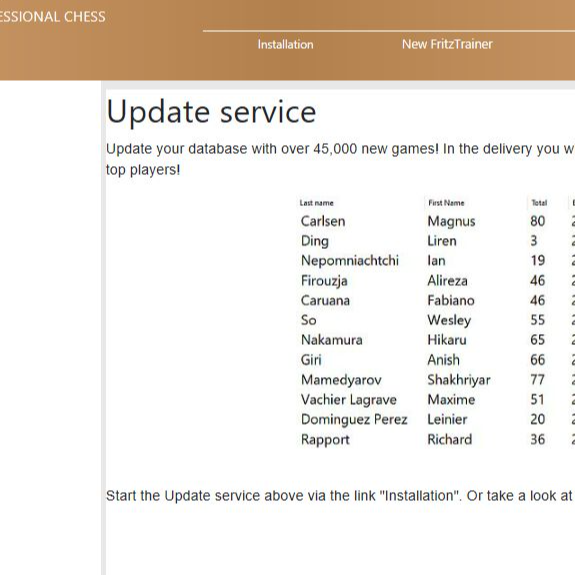 ESSIONAL CHESS
Installation New FritzTrainer
Update service
Update your database with over 45,000 new games! In the delivery you w
top players!
Last name First Name Total
Carlsen Magnus 80
Ding Liren 3
Nepomniachtchi Ian 19
Firouzja Alireza 46
Caruana Fabiano 46
So Wesley 55
Nakamura Hikaru 65
Giri Anish 66
Mamedyarov Shakhriyar 77
Vachier Lagrave Maxime 51
Dominguez Perez Leinier 20
Rapport Richard 36
Start the Update service above via the link "Installation". Or take a look at